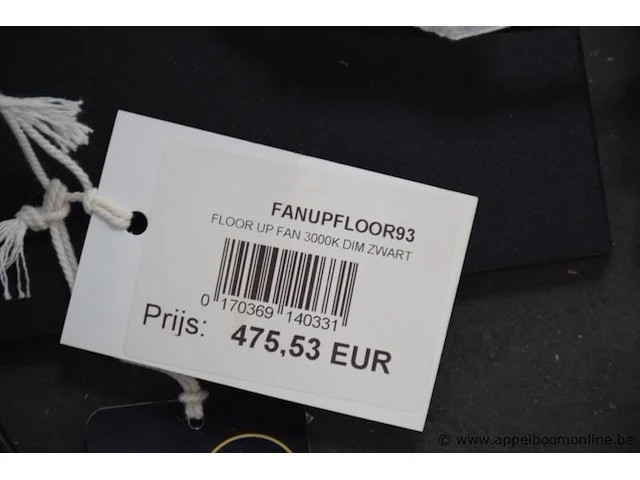 FANUPFLOOR93
FLOOR UP FAN 3000K DIM ZWART
0 170369 140331
Prijs: 475,53 EUR
© www.appelboomonline.be